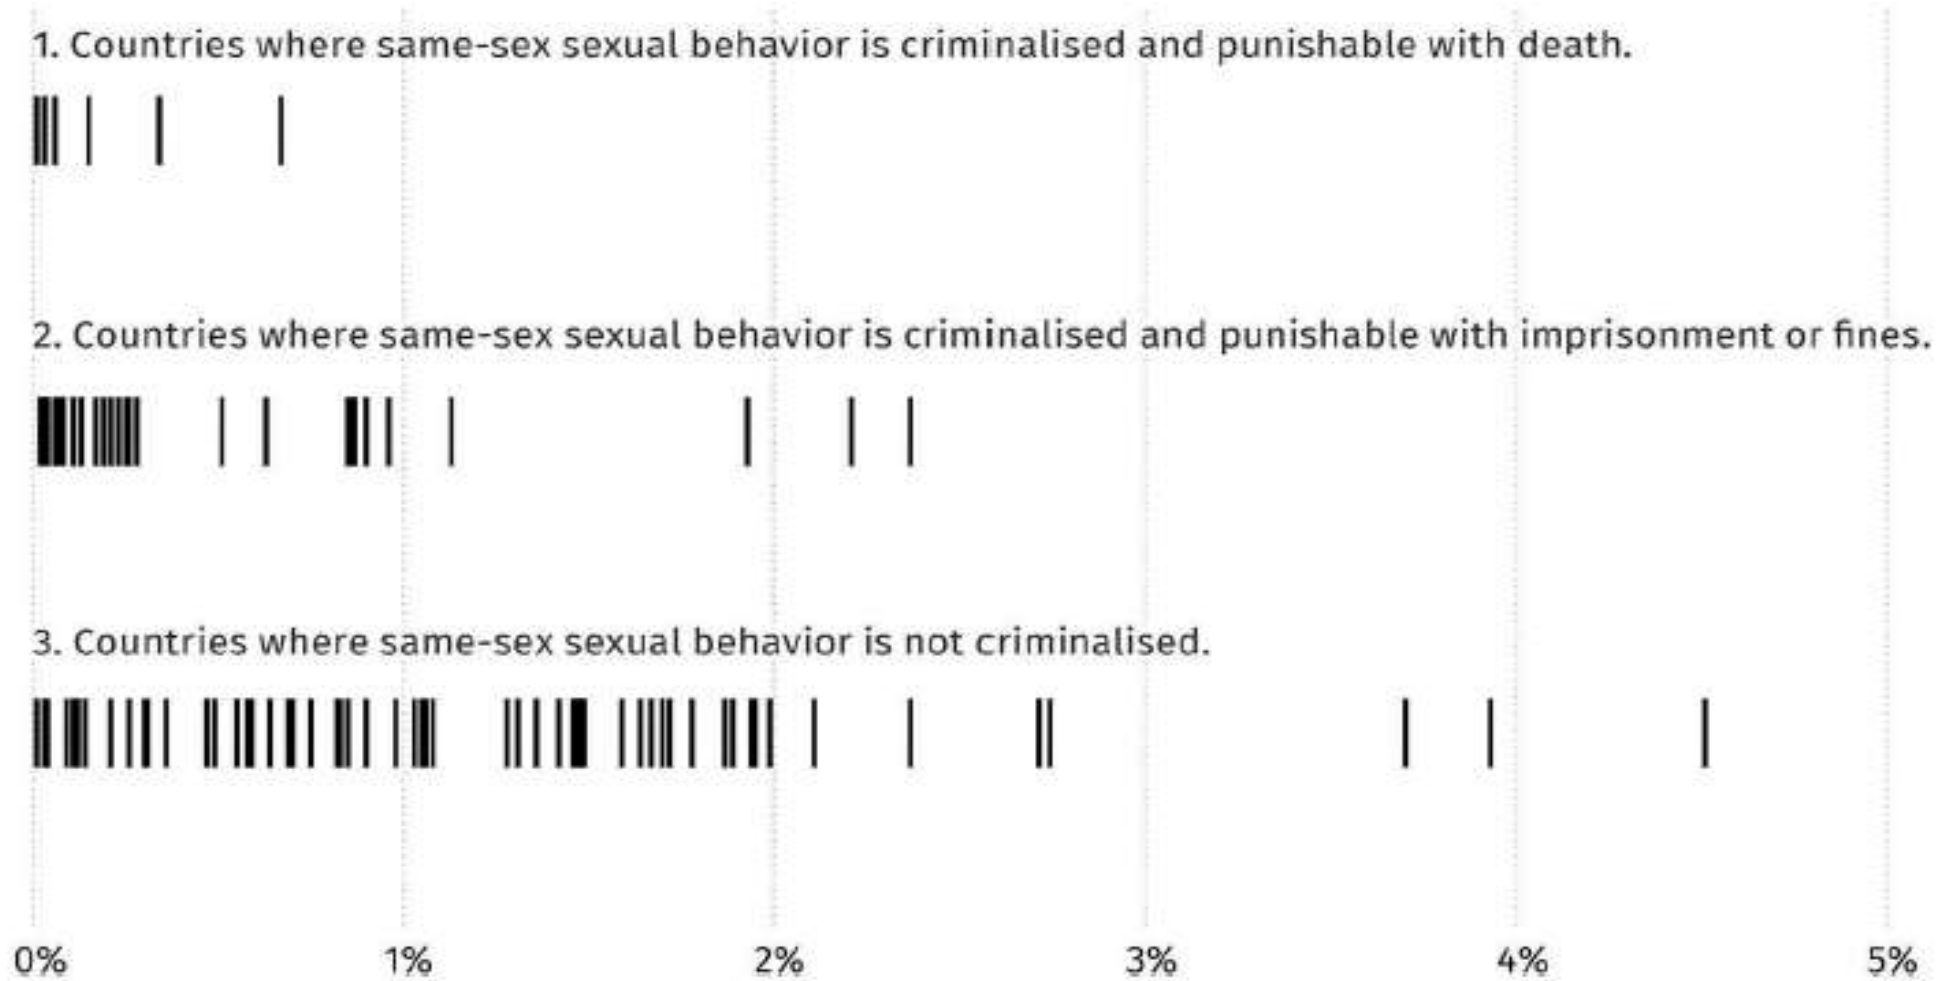 1. Countries where same-sex sexual behavior is criminalised and punishable with death.
2. Countries where same-sex sexual behavior is criminalised and punishable with imprisonment or fines.
3. Countries where same-sex sexual behavior is not criminalised.
0% 1% 2% 3% 4% 5%